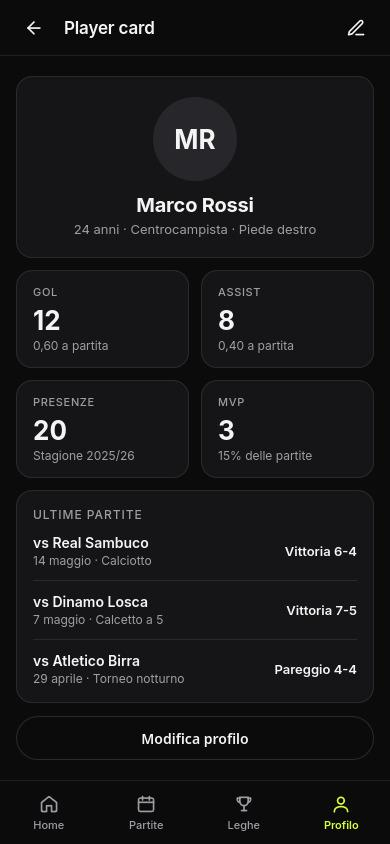 Player card
MR
Marco Rossi
24 anni · Centrocampista · Piede destro
GOL
12
0,60 a partita
ASSIST
8
0,40 a partita
PRESENZE
20
Stagione 2025/26
MVP
3
15% delle partite
ULTIME PARTITE
vs Real Sambuco
14 maggio · Calciotto
Vittoria 6-4
vs Dinamo Losca
7 maggio · Calcetto a 5
Vittoria 7-5
vs Atletico Birra
29 aprile · Torneo notturno
Pareggio 4-4
Modifica profilo
Home
Partite
Leghe
Profilo